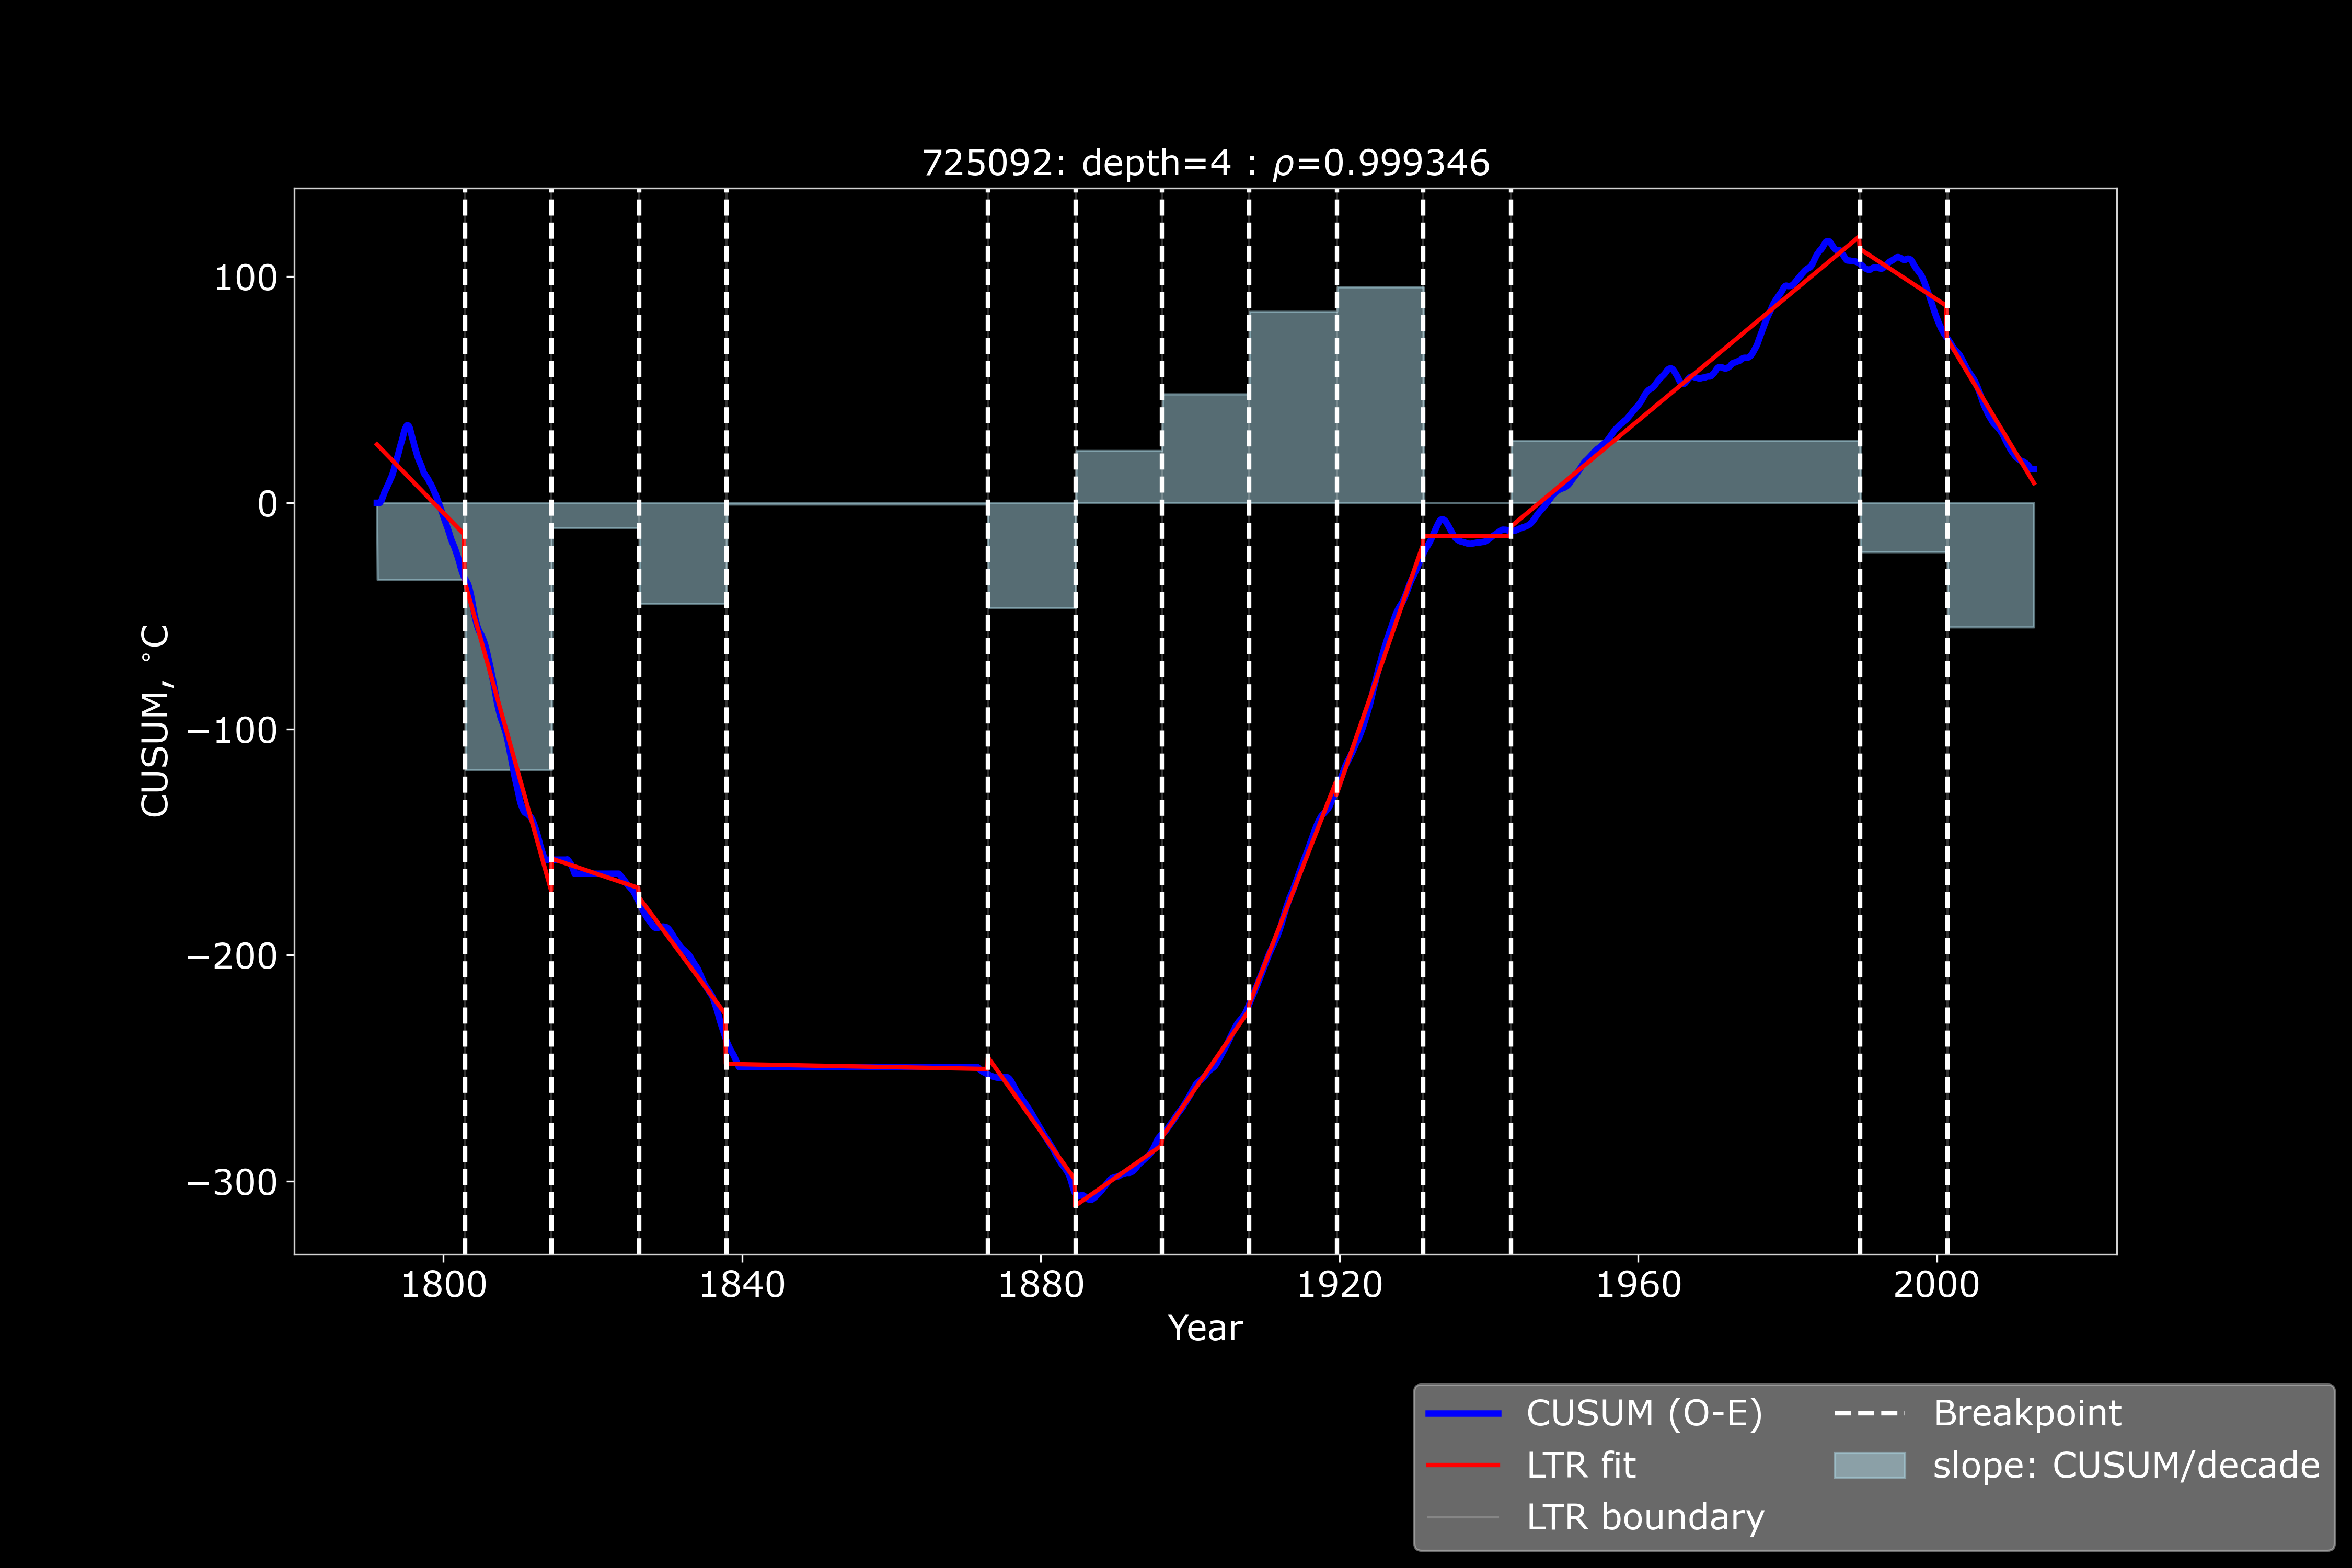 725092: depth=4 : ρ=0.999346
100
0
−100
−200
−300
CUSUM, °C
1800 1840 1880 1920 1960 2000
Year
CUSUM (O-E)
LTR fit
LTR boundary
Breakpoint
slope: CUSUM/decade